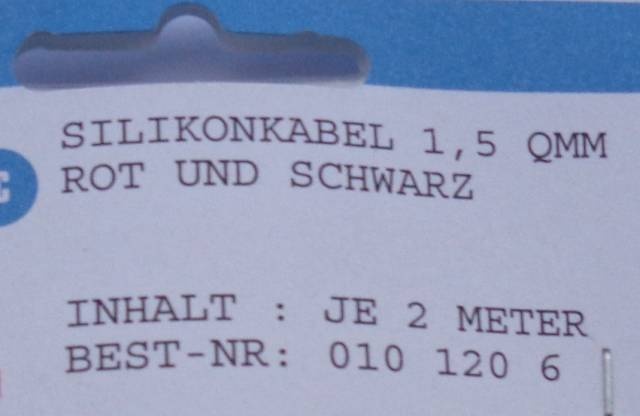 SILIKONKABEL 1,5 QMM
ROT UND SCHWARZ
INHALT : JE 2 METER
BEST-NR: 010 120 6